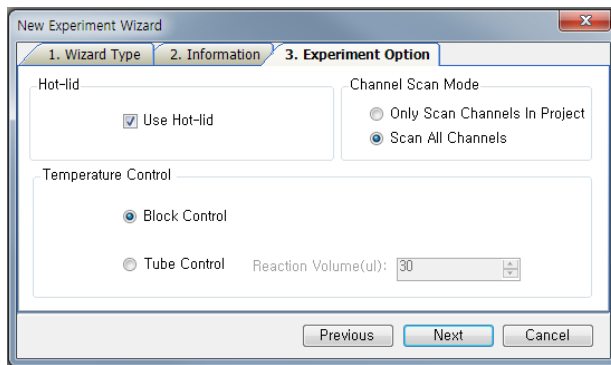 New Experiment Wizard
1. Wizard Type
2. Information
3. Experiment Option
Hot-lid
Use Hot-lid
Channel Scan Mode
Only Scan Channels In Project
Scan All Channels
Temperature Control
Block Control
Tube Control
Reaction Volume(ul):
30
Previous
Next
Cancel